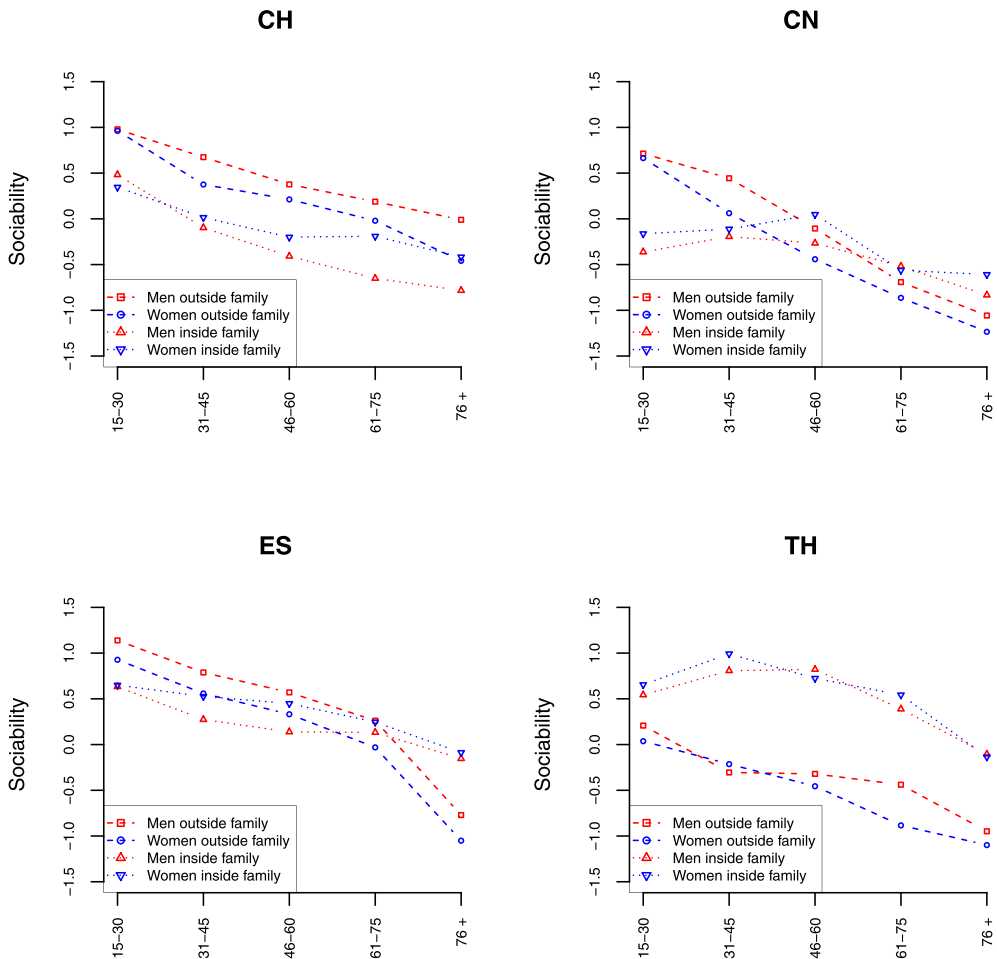 CH
Sociability
1.5
1.0
0.5
0.0
−0.5
−1.0
−1.5
Men outside family
Women outside family
Men inside family
Women inside family
15−30
31−45
46−60
61−75
76 +
CN
Sociability
1.5
1.0
0.5
0.0
−0.5
−1.0
−1.5
Men outside family
Women outside family
Men inside family
Women inside family
15−30
31−45
46−60
61−75
76 +
ES
Sociability
1.5
1.0
0.5
0.0
−0.5
−1.0
−1.5
Men outside family
Women outside family
Men inside family
Women inside family
15−30
31−45
46−60
61−75
76 +
TH
Sociability
1.5
1.0
0.5
0.0
−0.5
−1.0
−1.5
Men outside family
Women outside family
Men inside family
Women inside family
15−30
31−45
46−60
61−75
76 +